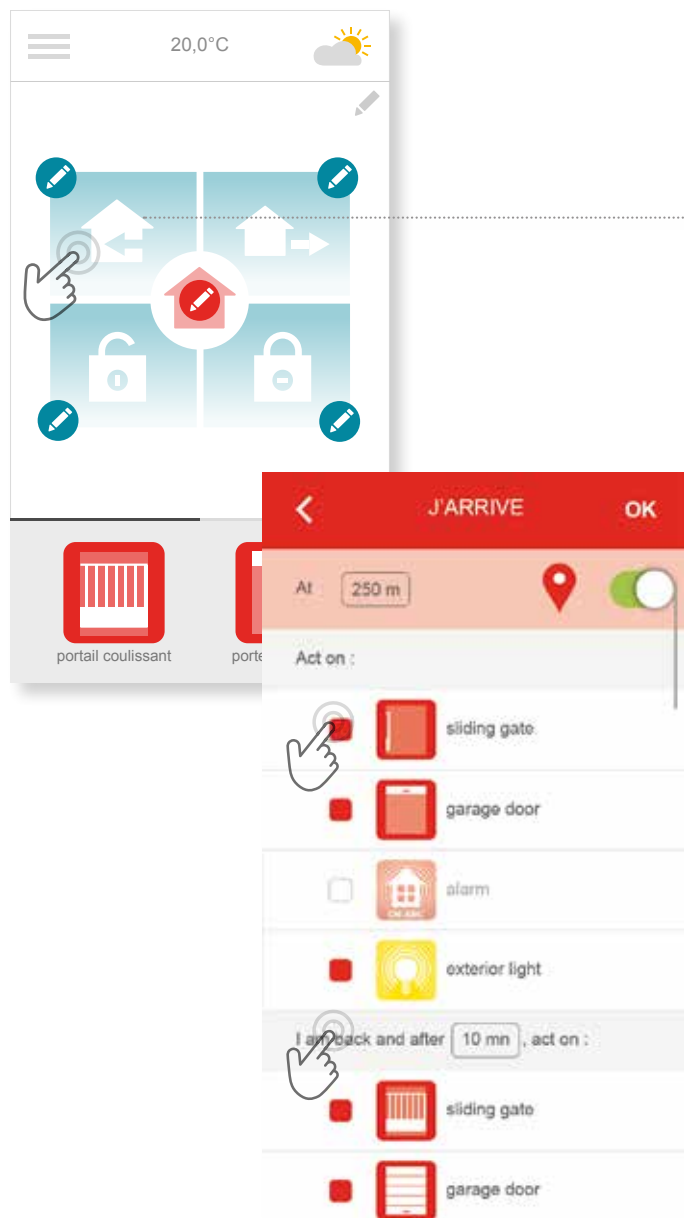 20,0°C
portail coulissant
porte
J'ARRIVE
OK
At
250 m
Act on :
sliding gate
garage door
alarm
exterior light
I am back and after 10 mn , act on :
sliding gate
garage door